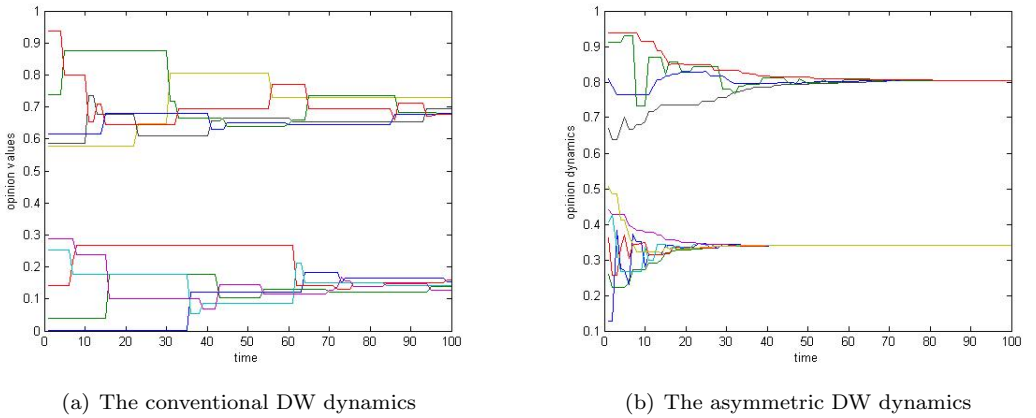 1
0.9
0.8
0.7
0.6
0.5
0.4
0.3
0.2
0.1
0
opinion values
0 10 20 30 40 50 60 70 80 90 100
time
(a) The conventional DW dynamics
1
0.9
0.8
0.7
0.6
0.5
0.4
0.3
0.2
0.1
opinion dynamics
0 10 20 30 40 50 60 70 80 90 100
time
(b) The asymmetric DW dynamics